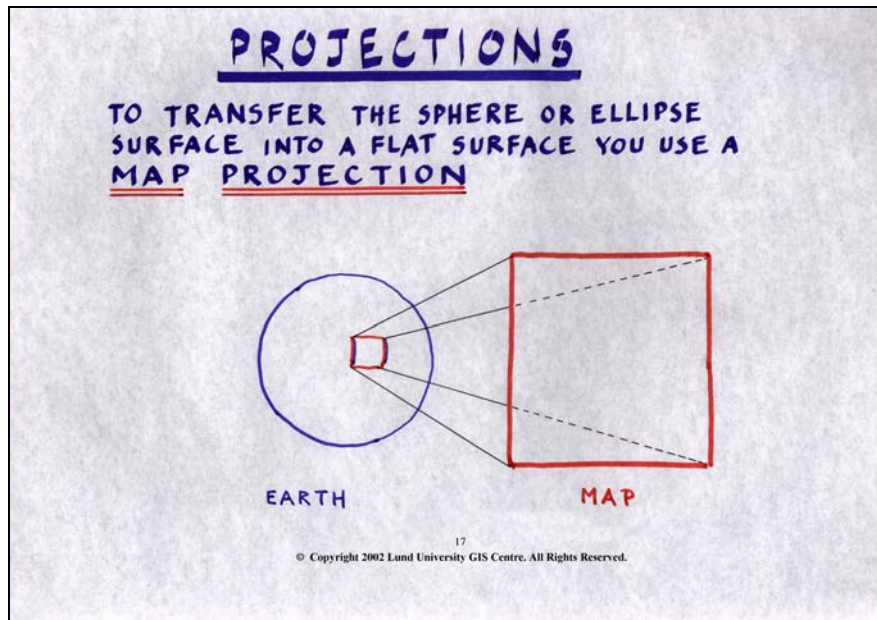 PROJECTIONS
TO TRANSFER THE SPHERE OR ELLIPSE
SURFACE INTO A FLAT SURFACE YOU USE A
MAP PROJECTION
EARTH
MAP
17
© Copyright 2002 Lund University GIS Centre. All Rights Reserved.